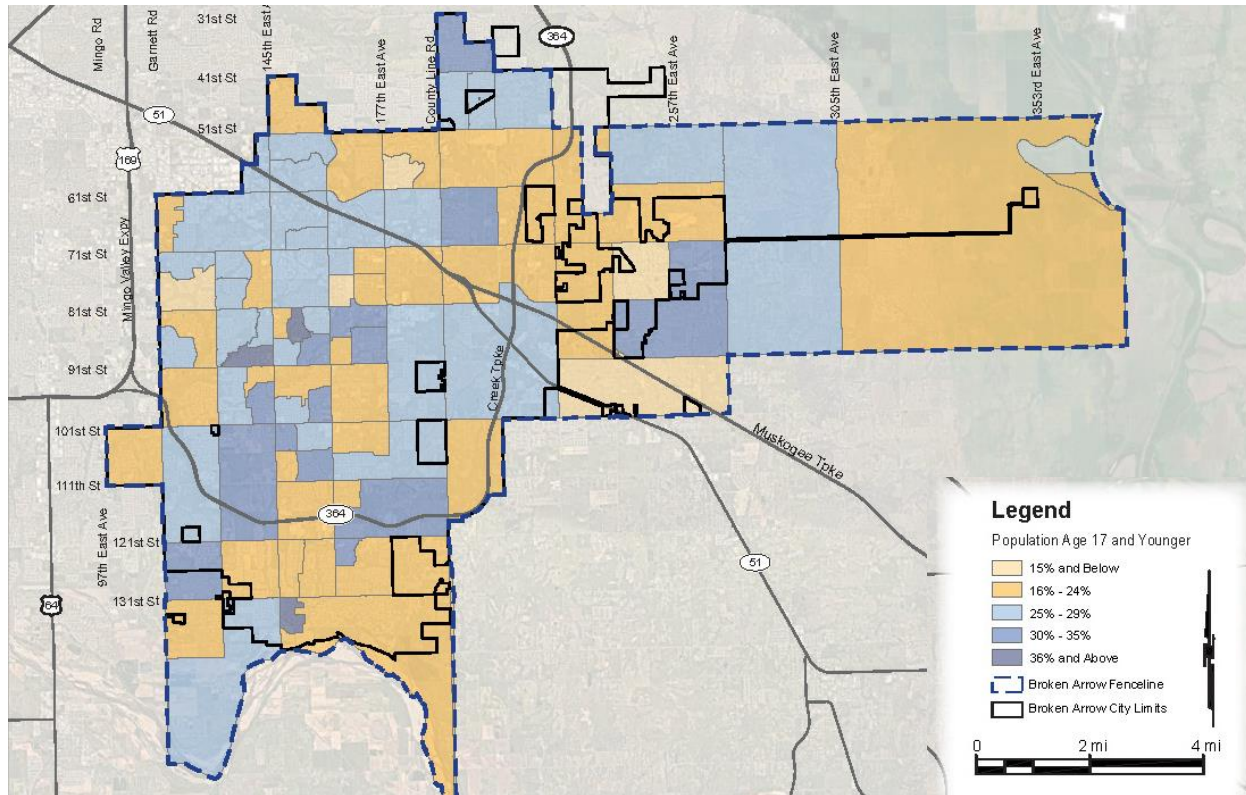 31st St
41st St
51st St
61st St
71st St
81st St
91st St
101st St
111th St
121st St
131st St
Mingo Rd
Garnett Rd
145th East A
177th East Ave
County Line Rd
257th East Ave
305th East Ave
353rd East Ave
Mingo Valley Expy
97th East Ave
Creek Tpke
Muskogee Tpke
364
51
169
364
51
64
Legend
Population Age 17 and Younger
15% and Below
16% - 24%
25% - 29%
30% - 35%
36% and Above
Broken Arrow Fenceline
Broken Arrow City Limits
0 2 mi 4 mi